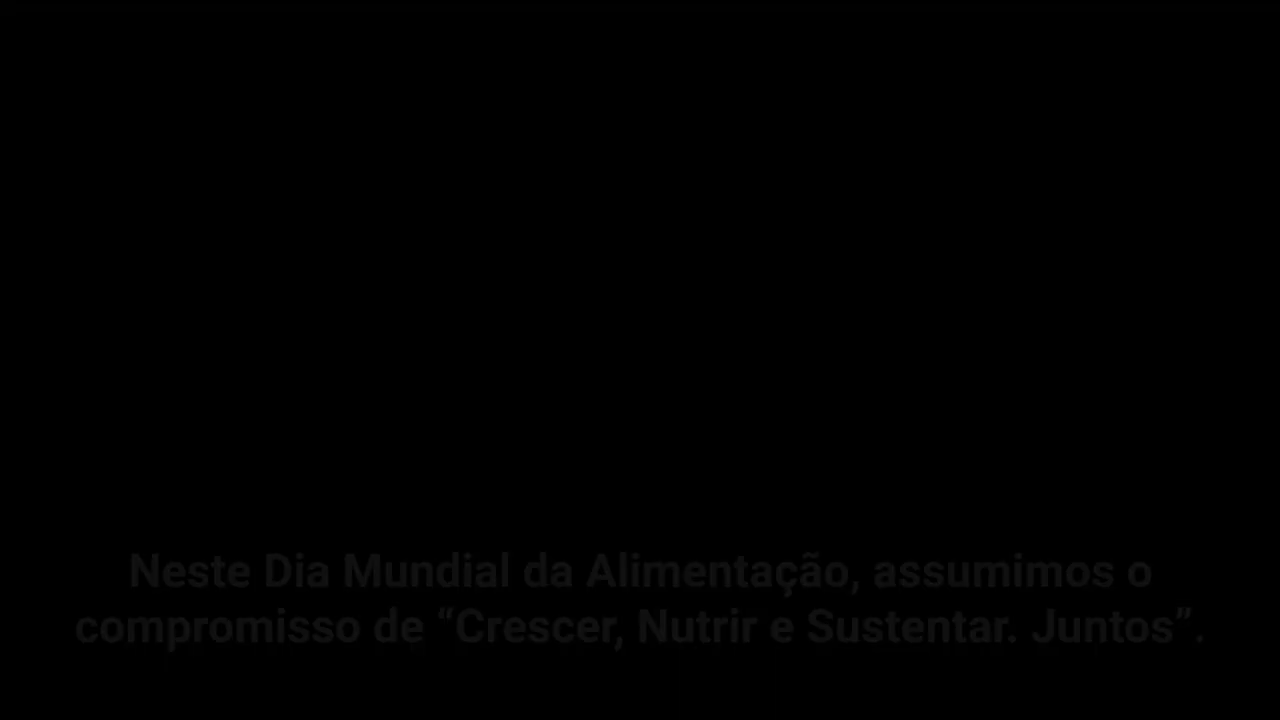 Neste Dia Mundial da Alimentação, assumimos o
compromisso de “Crescer, Nutrir e Sustentar. Juntos”.